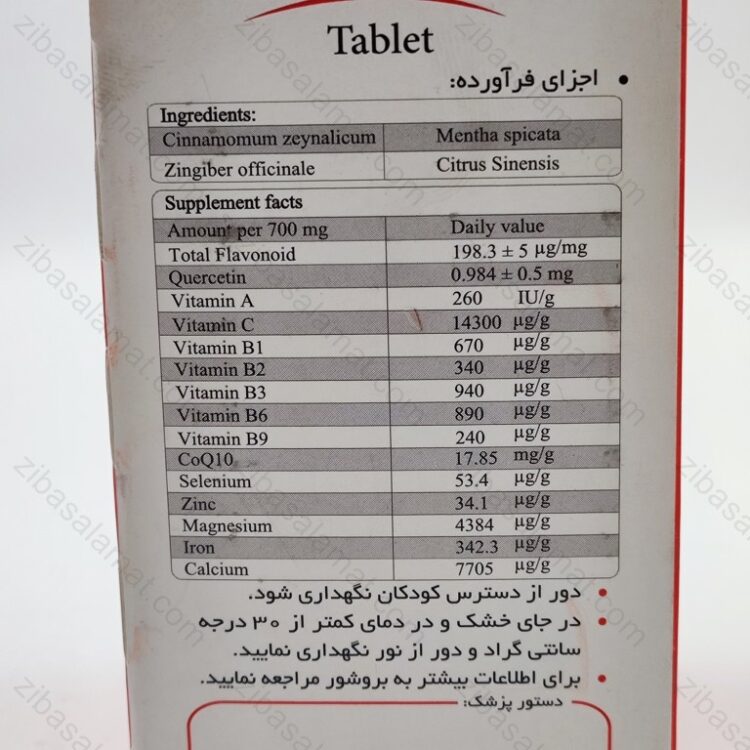 Tablet
• اجزای فرآورده:
Ingredients:
Cinnamomum zeynalicum Mentha spicata
Zingiber officinale Citrus Sinensis
Supplement facts
Amount per 700 mg Daily value
Total Flavonoid 198.3 ± 5 µg/mg
Quercetin 0.984 ± 0.5 mg
Vitamin A 260 IU/g
Vitamin C 14300 µg/g
Vitamin B1 670 µg/g
Vitamin B2 340 µg/g
Vitamin B3 940 µg/g
Vitamin B6 890 µg/g
Vitamin B9 240 µg/g
CoQ10 17.85 mg/g
Selenium 53.4 µg/g
Zinc 34.1 µg/g
Magnesium 4384 µg/g
Iron 342.3 µg/g
Calcium 7705 µg/g
• دور از دسترس کودکان نگهداری شود.
• در جای خشک و در دمای کمتر از ۳۰ درجه
سانتی گراد و دور از نور نگهداری نمایید.
• برای اطلاعات بیشتر به بروشور مراجعه نمایید.
دستور پزشک:
zibasalamat.com